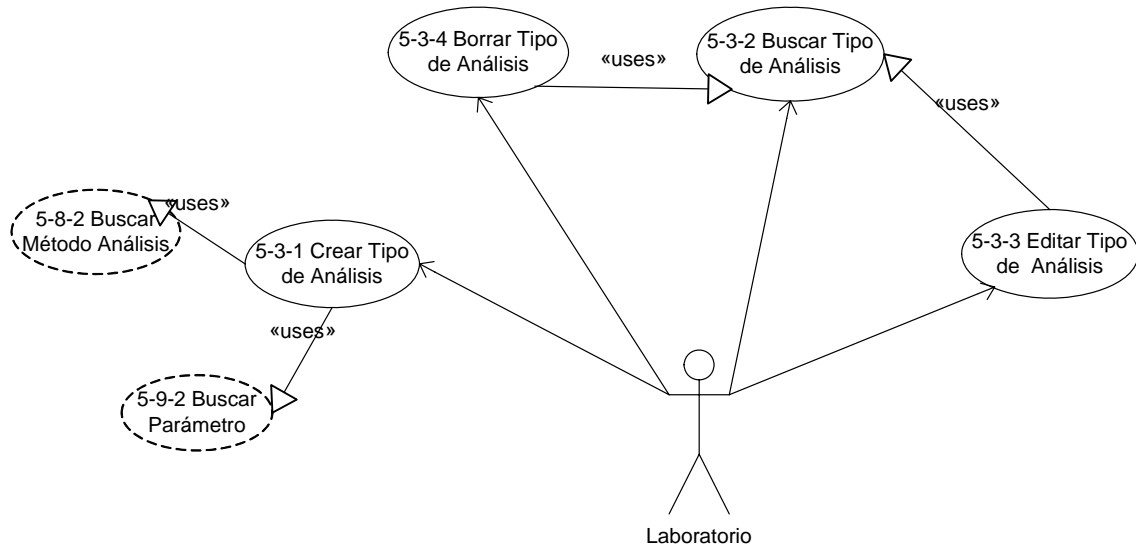 5-3-4 Borrar Tipo
de Análisis
«uses»
5-3-2 Buscar Tipo
de Análisis
«uses»
5-8-2 Buscar
Método Análisis
«uses»
5-3-1 Crear Tipo
de Análisis
5-3-3 Editar Tipo
de Análisis
«uses»
5-9-2 Buscar
Parámetro
Laboratorio